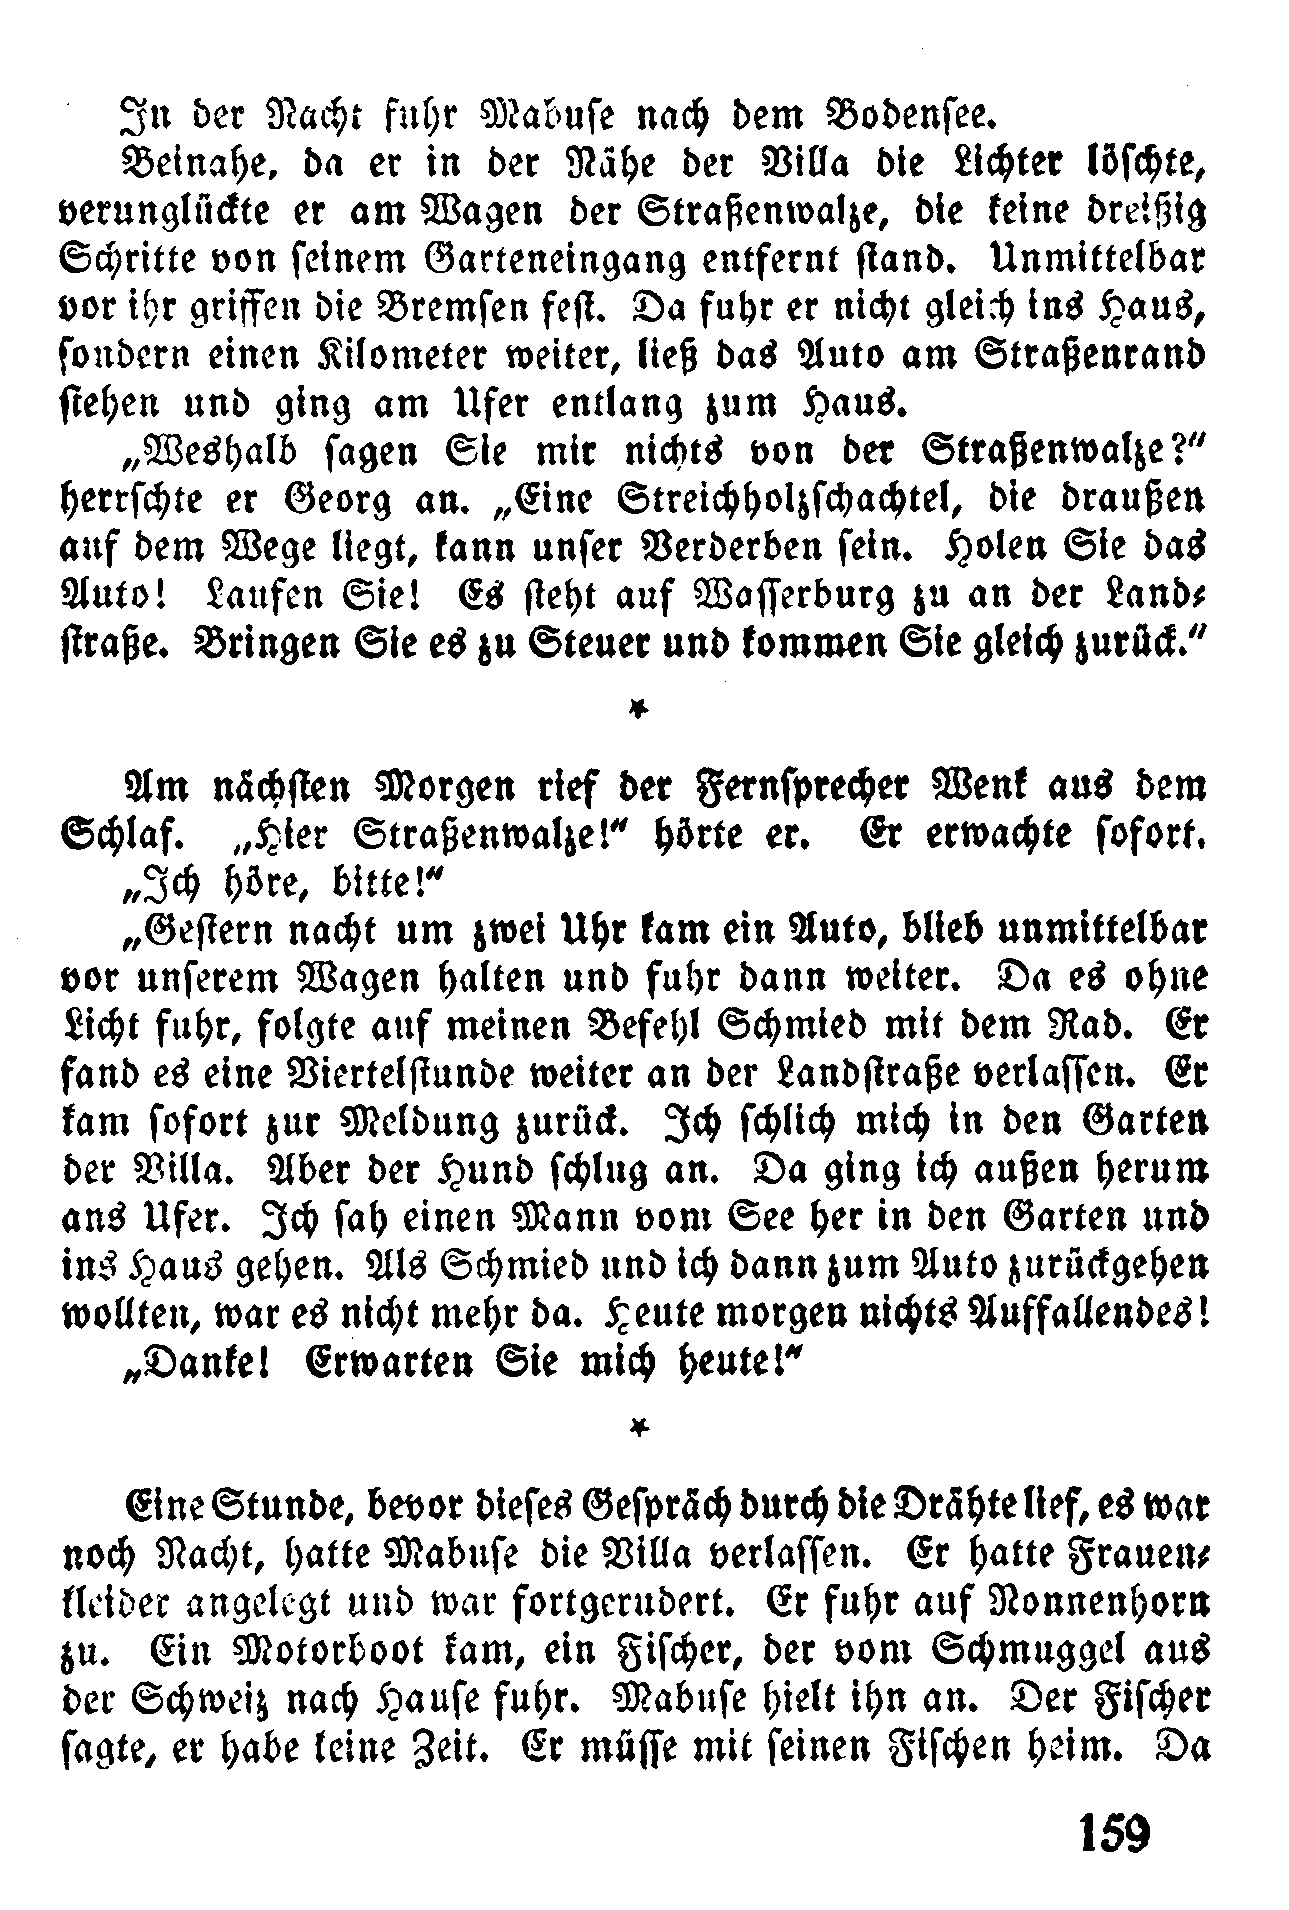 In der Nacht fuhr Mabuse nach dem Bodensee.
Beinahe, da er in der Nähe der Villa die Lichter löschte,
verunglückte er am Wagen der Straßenwalze, die keine dreißig
Schritte von seinem Garteneingang entfernt stand. Unmittelbar
vor ihr griffen die Bremsen fest. Da fuhr er nicht gleich ins Haus,
sondern einen Kilometer weiter, ließ das Auto am Straßenrand
stehen und ging am Ufer entlang zum Haus.
„Weshalb sagen Sie mir nichts von der Straßenwalze?“
herrschte er Georg an. „Eine Streichholzschachtel, die draußen
auf dem Wege liegt, kann unser Verderben sein. Holen Sie das
Auto! Laufen Sie! Es steht auf Wasserburg zu an der Land-
straße. Bringen Sie es zu Steuer und kommen Sie gleich zurück.“
*
Am nächsten Morgen rief der Fernsprecher Wenk aus dem
Schlaf. „Hier Straßenwalze!“ hörte er. Er erwachte sofort.
„Ich höre, bitte!“
„Gestern nacht um zwei Uhr kam ein Auto, blieb unmittelbar
vor unserem Wagen halten und fuhr dann weiter. Da es ohne
Licht fuhr, folgte auf meinen Befehl Schmied mit dem Rad. Er
fand es eine Viertelstunde weiter an der Landstraße verlassen. Er
kam sofort zur Meldung zurück. Ich schlich mich in den Garten
der Villa. Aber der Hund schlug an. Da ging ich außen herum
ans Ufer. Ich sah einen Mann vom See her in den Garten und
ins Haus gehen. Als Schmied und ich dann zum Auto zurückgehen
wollten, war es nicht mehr da. Heute morgen nichts Auffallendes!
„Danke! Erwarten Sie mich heute!“
*
Eine Stunde, bevor dieses Gespräch durch die Drähte lief, es war
noch Nacht, hatte Mabuse die Villa verlassen. Er hatte Frauen-
kleider angelegt und war fortgerudert. Er fuhr auf Nonnenhorn
zu. Ein Motorboot kam, ein Fischer, der vom Schmuggel aus
der Schweiz nach Hause fuhr. Mabuse hielt ihn an. Der Fischer
sagte, er habe keine Zeit. Er müsse mit seinen Fischen heim. Da
159